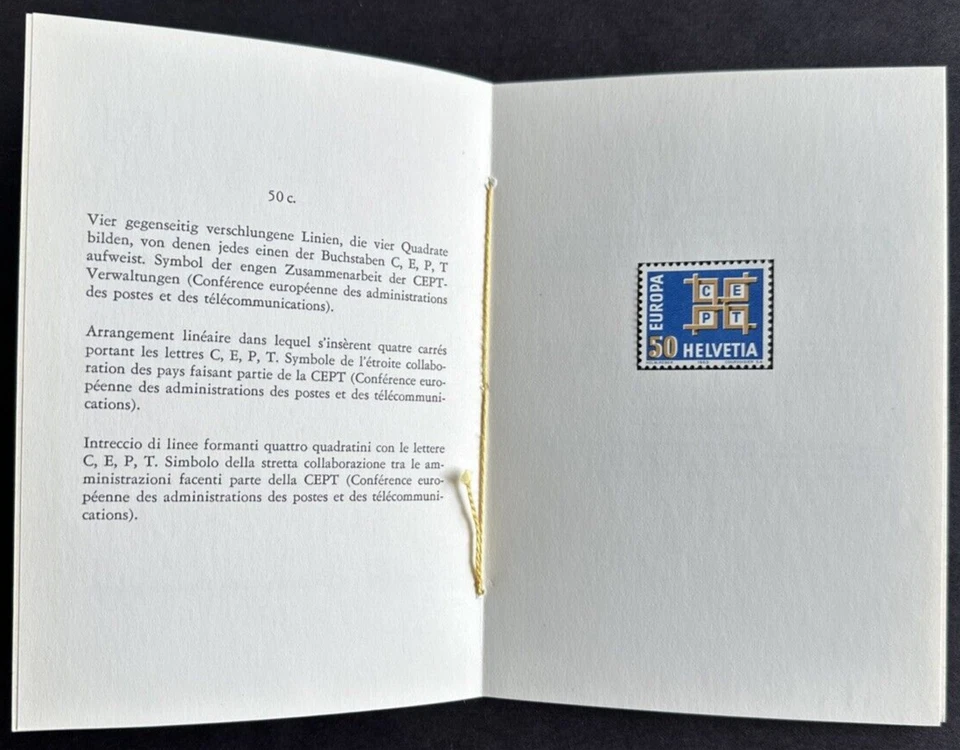 50 c.
Vier gegenseitig verschlungene Linien, die vier Quadrate
bilden, von denen jedes einen der Buchstaben C, E, P, T
aufweist. Symbol der engen Zusammenarbeit der CEPT-
Verwaltungen (Conférence européenne des administrations
des postes et des télécommunications).
Arrangement linéaire dans lequel s'insèrent quatre carrés
portant les lettres C, E, P, T. Symbole de l'étroite collabo-
ration des pays faisant partie de la CEPT (Conférence euro-
péenne des administrations des postes et des télécommuni-
cations).
Intreccio di linee formanti quattro quadratini con le lettere
C, E, P, T. Simbolo della stretta collaborazione tra le am-
ministrazioni facenti parte della CEPT (Conférence euro-
péenne des administrations des postes et des télécommuni-
cations).
EUROPA
C E
P T
50 HELVETIA
1963 COURVOISIER S.A.